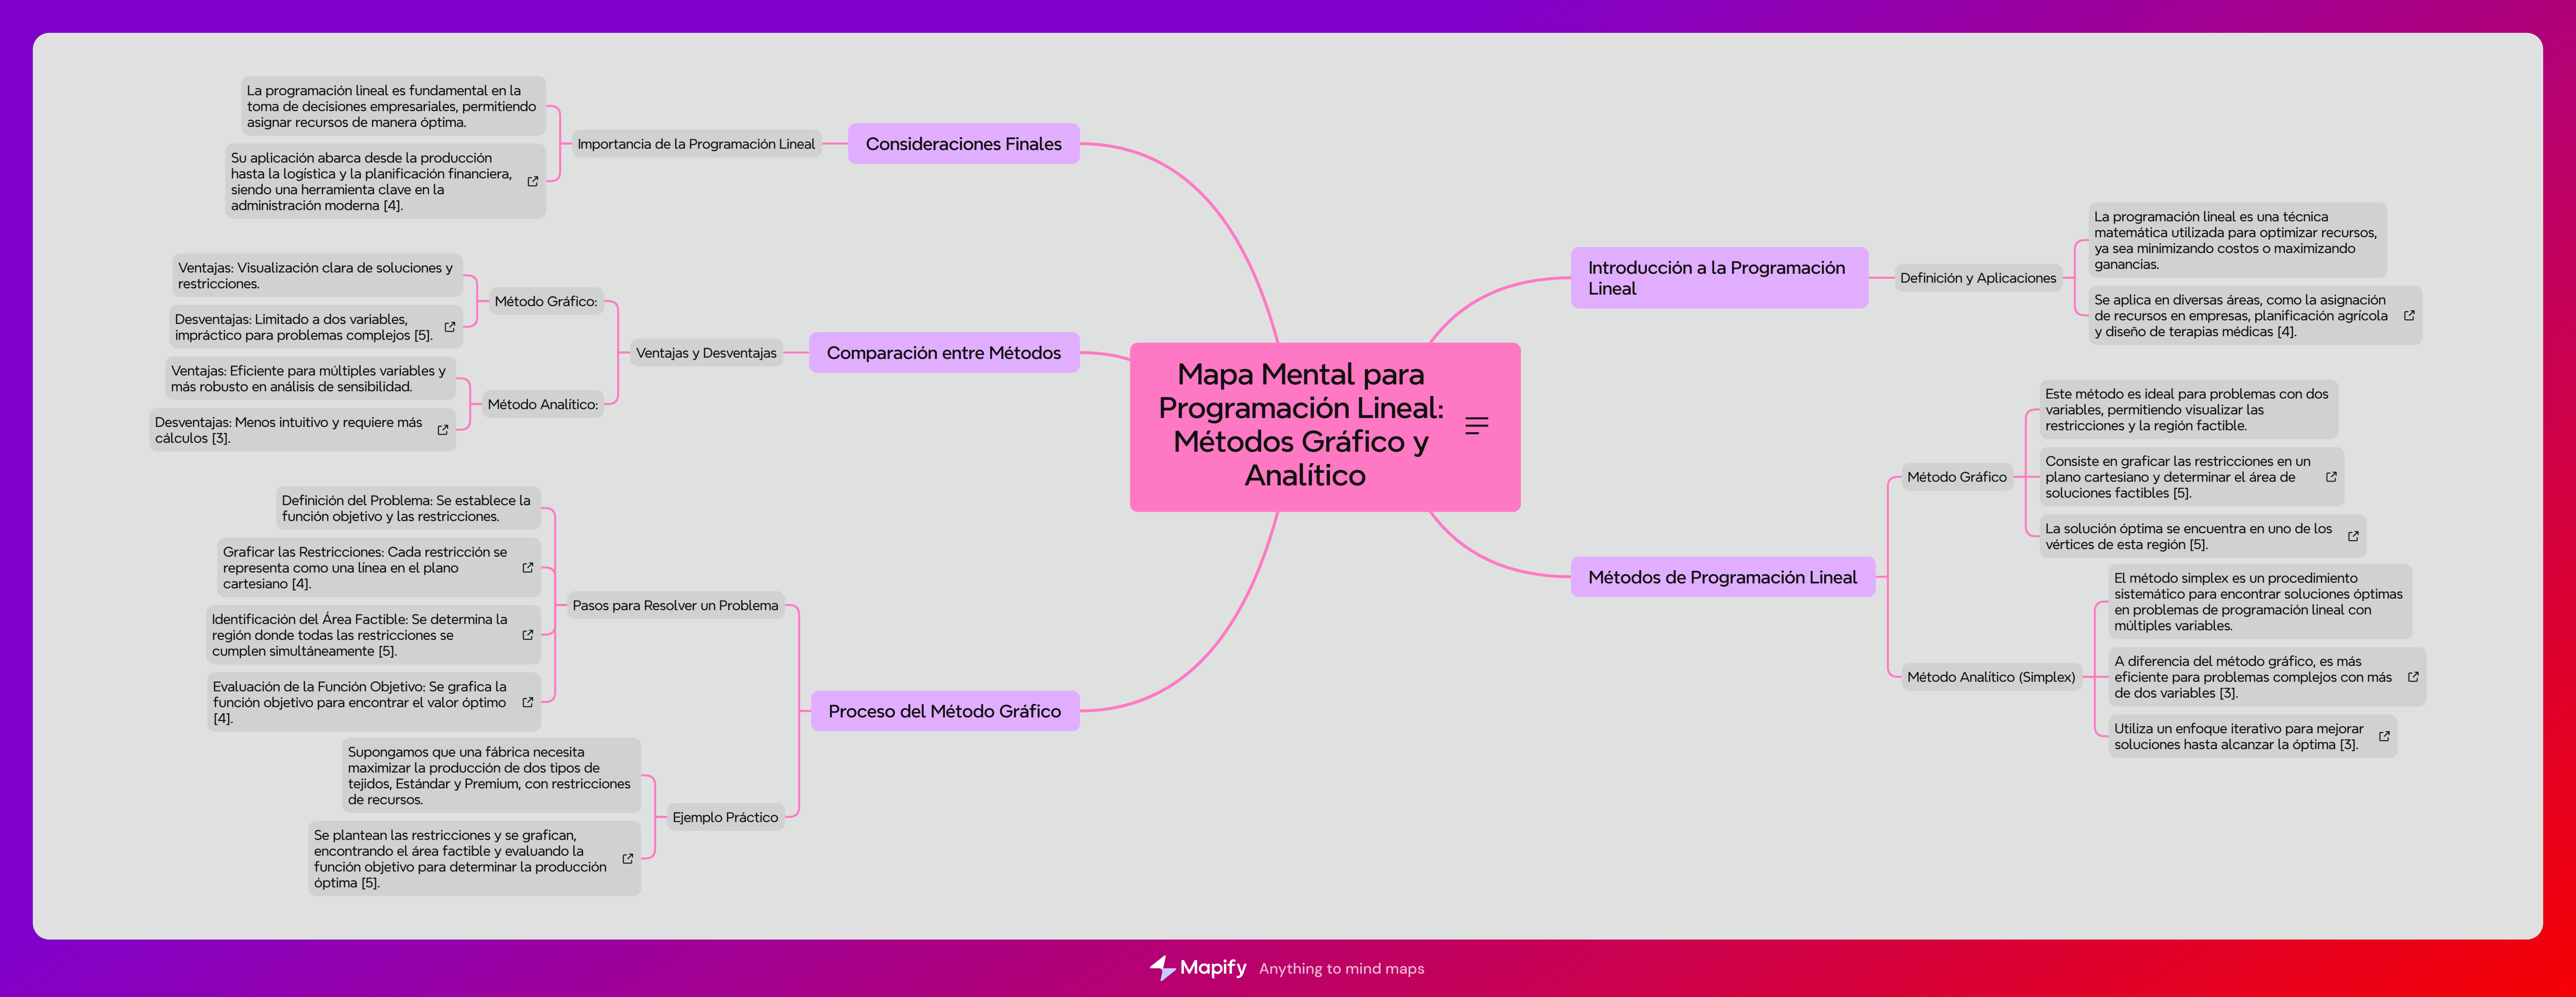 Mapa Mental para
Programación Lineal:
Métodos Gráfico y
Analítico
Introducción a la Programación
Lineal
Definición y Aplicaciones
La programación lineal es una técnica
matemática utilizada para optimizar recursos,
ya sea minimizando costos o maximizando
ganancias.
Se aplica en diversas áreas, como la asignación
de recursos en empresas, planificación agrícola
y diseño de terapias médicas [4].
Métodos de Programación Lineal
Método Gráfico
Este método es ideal para problemas con dos
variables, permitiendo visualizar las
restricciones y la región factible.
Consiste en graficar las restricciones en un
plano cartesiano y determinar el área de
soluciones factibles [5].
La solución óptima se encuentra en uno de los
vértices de esta región [5].
Método Analítico (Simplex)
El método simplex es un procedimiento
sistemático para encontrar soluciones óptimas
en problemas de programación lineal con
múltiples variables.
A diferencia del método gráfico, es más
eficiente para problemas complejos con más
de dos variables [3].
Utiliza un enfoque iterativo para mejorar
soluciones hasta alcanzar la óptima [3].
Consideraciones Finales
Importancia de la Programación Lineal
La programación lineal es fundamental en la
toma de decisiones empresariales, permitiendo
asignar recursos de manera óptima.
Su aplicación abarca desde la producción
hasta la logística y la planificación financiera,
siendo una herramienta clave en la
administración moderna [4].
Comparación entre Métodos
Ventajas y Desventajas
Método Gráfico:
Ventajas: Visualización clara de soluciones y
restricciones.
Desventajas: Limitado a dos variables,
impráctico para problemas complejos [5].
Método Analítico:
Ventajas: Eficiente para múltiples variables y
más robusto en análisis de sensibilidad.
Desventajas: Menos intuitivo y requiere más
cálculos [3].
Proceso del Método Gráfico
Pasos para Resolver un Problema
Definición del Problema: Se establece la
función objetivo y las restricciones.
Graficar las Restricciones: Cada restricción se
representa como una línea en el plano
cartesiano [4].
Identificación del Área Factible: Se determina la
región donde todas las restricciones se
cumplen simultáneamente [5].
Evaluación de la Función Objetivo: Se grafica la
función objetivo para encontrar el valor óptimo
[4].
Ejemplo Práctico
Supongamos que una fábrica necesita
maximizar la producción de dos tipos de
tejidos, Estándar y Premium, con restricciones
de recursos.
Se plantean las restricciones y se grafican,
encontrando el área factible y evaluando la
función objetivo para determinar la producción
óptima [5].
Mapify Anything to mind maps